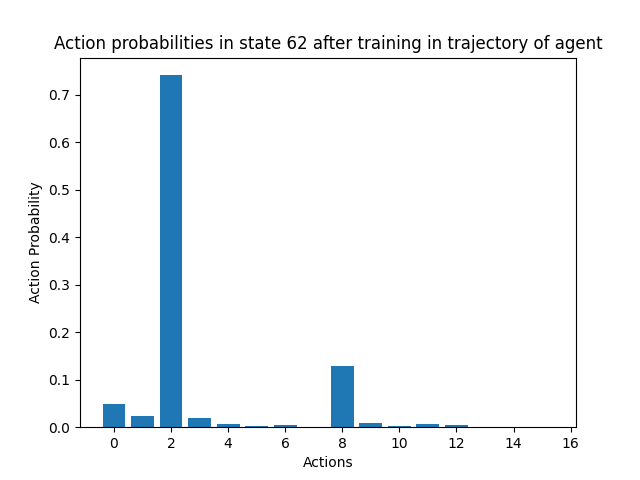 Action probabilities in state 62 after training in trajectory of agent
Action Probability
0.7
0.6
0.5
0.4
0.3
0.2
0.1
0.0
0 2 4 6 8 10 12 14 16
Actions